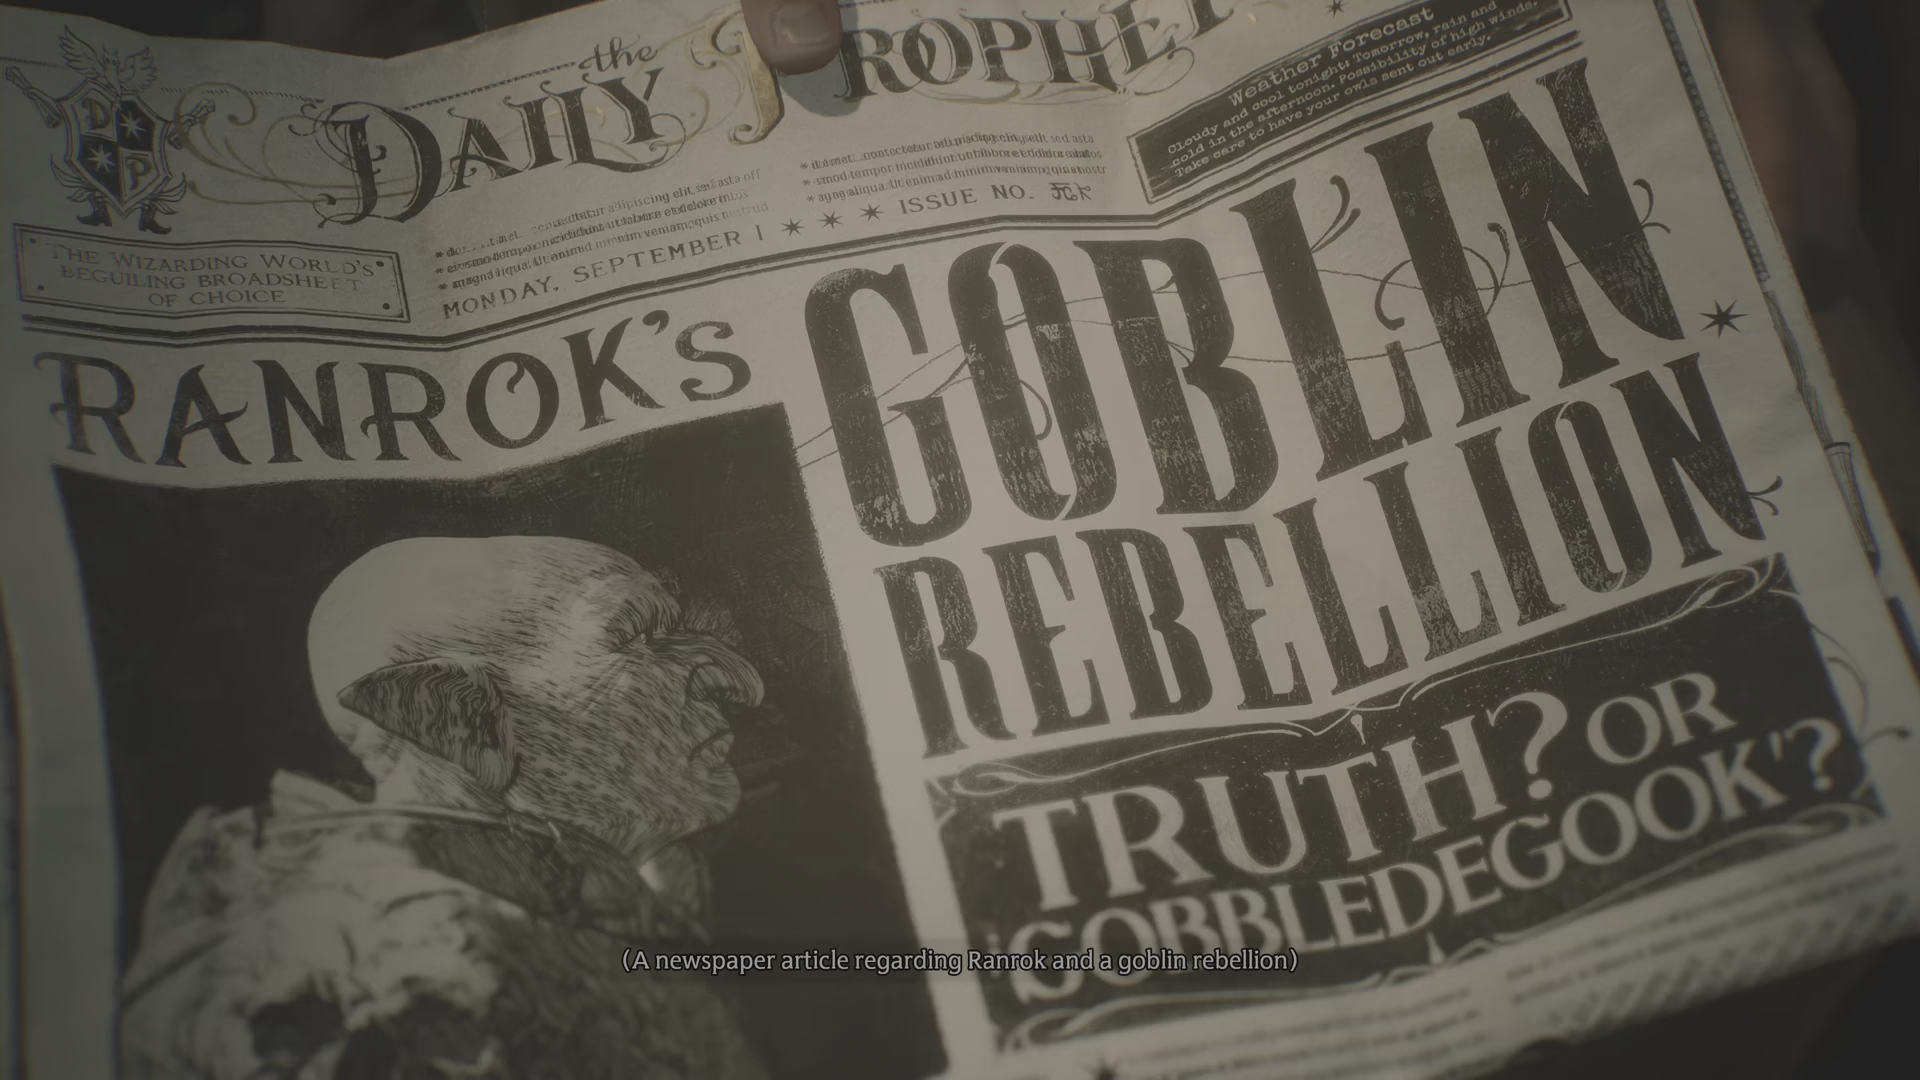 the
DAILY PROPHET
D P
THE WIZARDING WORLD'S
BEGUILING BROADSHEET
OF CHOICE
MONDAY, SEPTEMBER 1
ISSUE NO.
Weather Forecast
Cloudy and cool tonight: Tomorrow, rain and
cold in the afternoon. Possibility of high winds.
Take care to have your owls sent out early.
RANROK'S
GOBLIN
REBELLION
TRUTH? OR
'GOBBLEDEGOOK'?
(A newspaper article regarding Ranrok and a goblin rebellion)